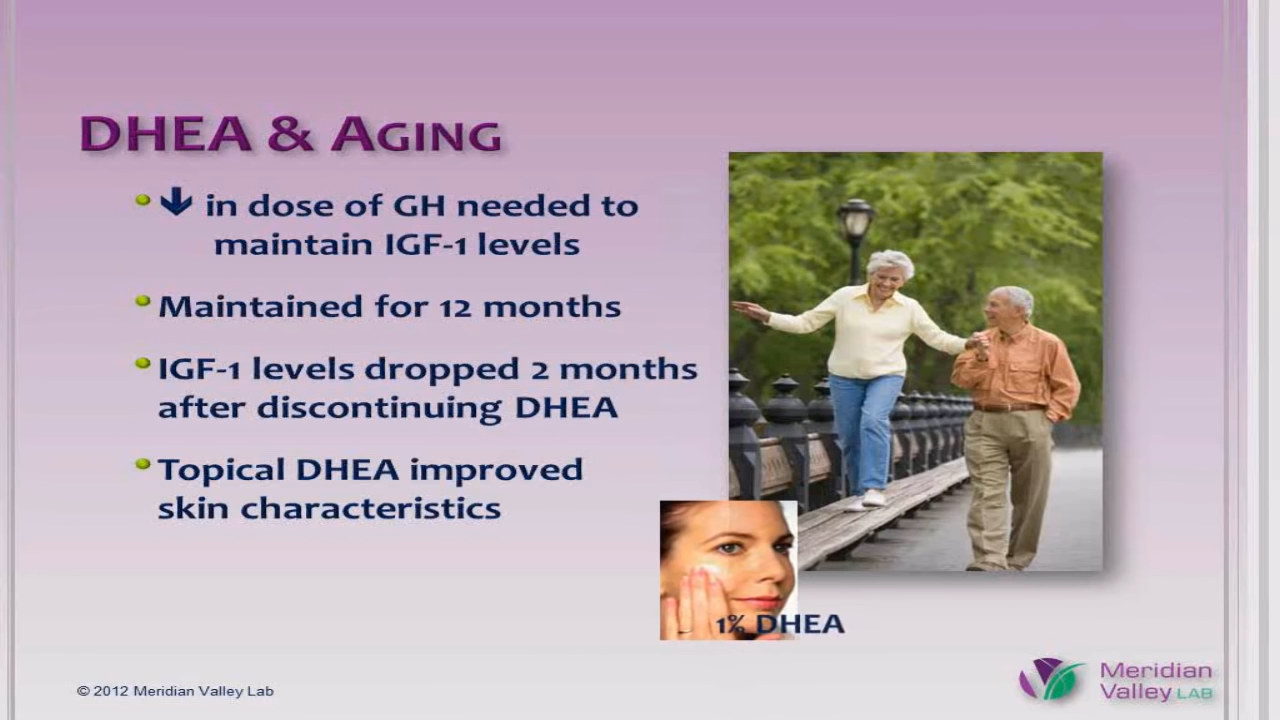 DHEA & AGING
↓ in dose of GH needed to
maintain IGF-1 levels
Maintained for 12 months
IGF-1 levels dropped 2 months
after discontinuing DHEA
Topical DHEA improved
skin characteristics
1% DHEA
© 2012 Meridian Valley Lab
Meridian
Valley LAB